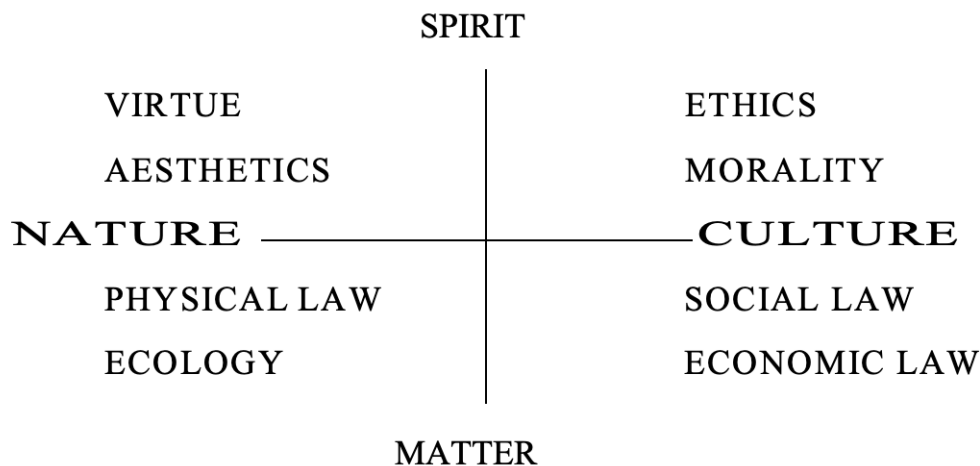 SPIRIT
VIRTUE ETHICS
AESTHETICS MORALITY
NATURE CULTURE
PHYSICAL LAW SOCIAL LAW
ECOLOGY ECONOMIC LAW
MATTER